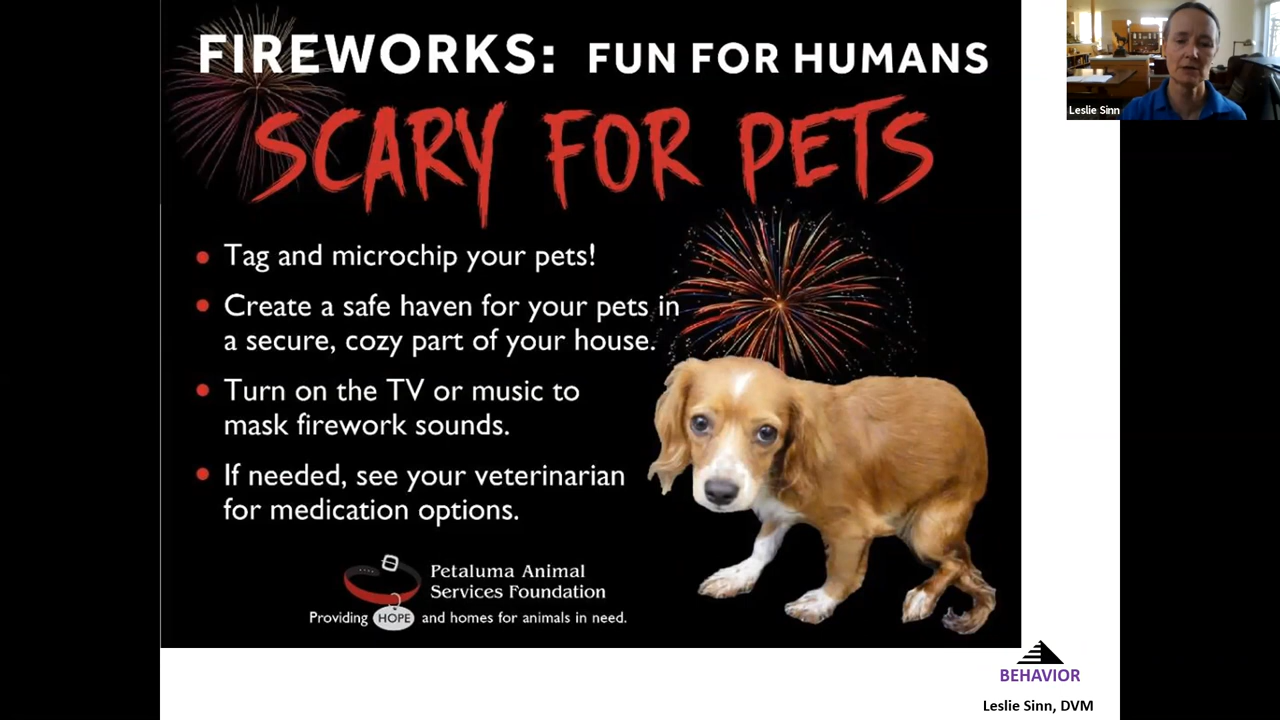 FIREWORKS: FUN FOR HUMANS
SCARY FOR PETS
• Tag and microchip your pets!
• Create a safe haven for your pets in
a secure, cozy part of your house.
• Turn on the TV or music to
mask firework sounds.
• If needed, see your veterinarian
for medication options.
Petaluma Animal
Services Foundation
Providing HOPE and homes for animals in need.
Leslie Sinn
BEHAVIOR
Leslie Sinn, DVM